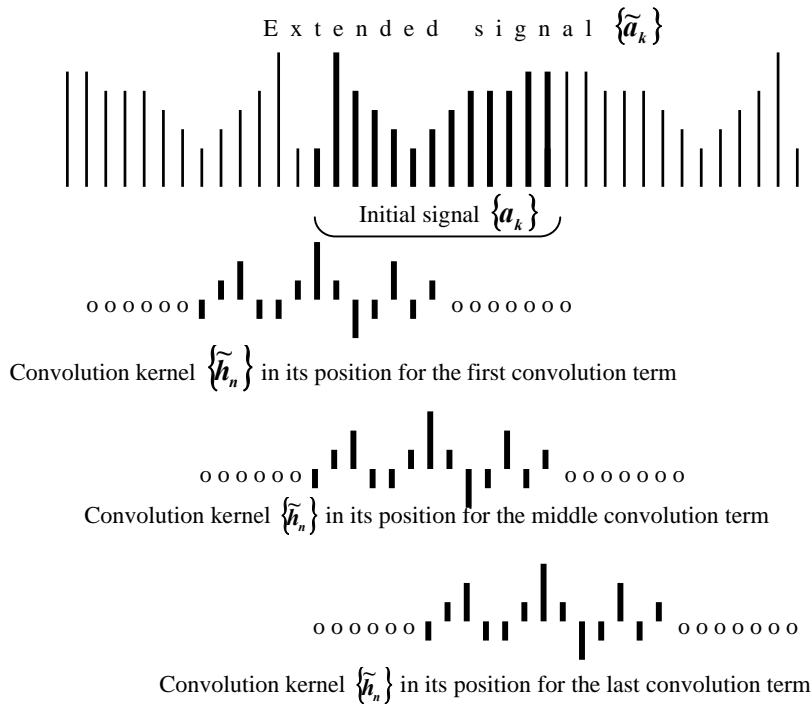 Extended signal {ã_k}
Initial signal {a_k}
o o o o o o o o o o o o o
Convolution kernel {h̃_n} in its position for the first convolution term
o o o o o o o o o o o o o
Convolution kernel {h̃_n} in its position for the middle convolution term
o o o o o o o o o o o o o
Convolution kernel {h̃_n} in its position for the last convolution term